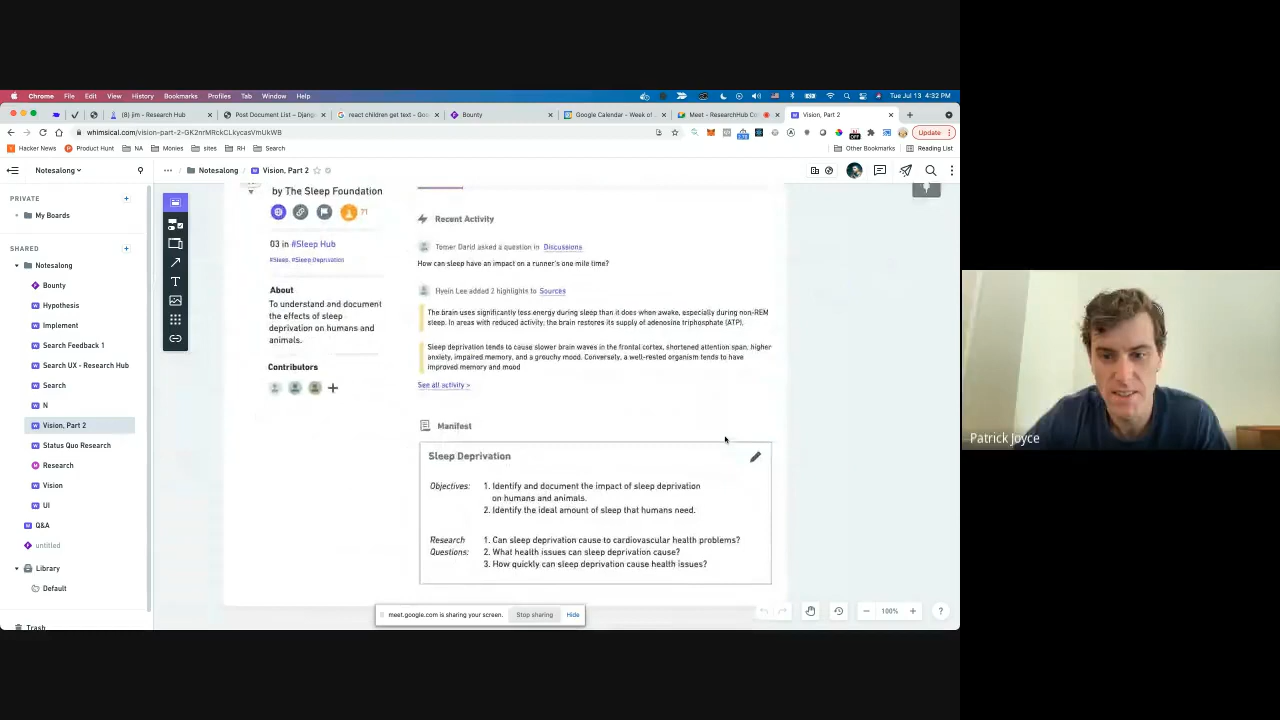 Chrome File Edit View History Bookmarks Profiles Tab Window Help
Tue Jul 13 4:32 PM
(8) jim - Research Hub
Post Document List – Djang
react children get text - Goo
Bounty
Google Calendar - Week of
Meet - ResearchHub Co
Vision, Part 2
whimsical.com/vision-part-2-GK2nrMRckCLkycasVmUkWB
Update
Hacker News Product Hunt NA Movies sites RH Search
Other Bookmarks Reading List
Notesalong
... Notesalong Vision, Part 2
PRIVATE
My Boards
SHARED
Notesalong
Bounty
Hypothesis
Implement
Search Feedback 1
Search UX - Research Hub
Search
N
Vision, Part 2
Status Quo Research
Research
Vision
UI
Q&A
untitled
Library
Default
Trash
by The Sleep Foundation
71
03 in #Sleep Hub
#Sleep, #Sleep Deprivation
About
To understand and document
the effects of sleep
deprivation on humans and
animals.
Contributors
Recent Activity
Tomer Darid asked a question in Discussions
How can sleep have an impact on a runner's one mile time?
Hyein Lee added 2 highlights to Sources
The brain uses significantly less energy during sleep than it does when awake, especially during non-REM
sleep. In areas with reduced activity, the brain restores its supply of adenosine triphosphate (ATP),
Sleep deprivation tends to cause slower brain waves in the frontal cortex, shortened attention span, higher
anxiety, impaired memory, and a grouchy mood. Conversely, a well-rested organism tends to have
improved memory and mood
See all activity >
Manifest
Sleep Deprivation
Objectives: 1. Identify and document the impact of sleep deprivation
on humans and animals.
2. Identify the ideal amount of sleep that humans need.
Research 1. Can sleep deprivation cause to cardiovascular health problems?
Questions: 2. What health issues can sleep deprivation cause?
3. How quickly can sleep deprivation cause health issues?
meet.google.com is sharing your screen. Stop sharing Hide
100%
Patrick Joyce